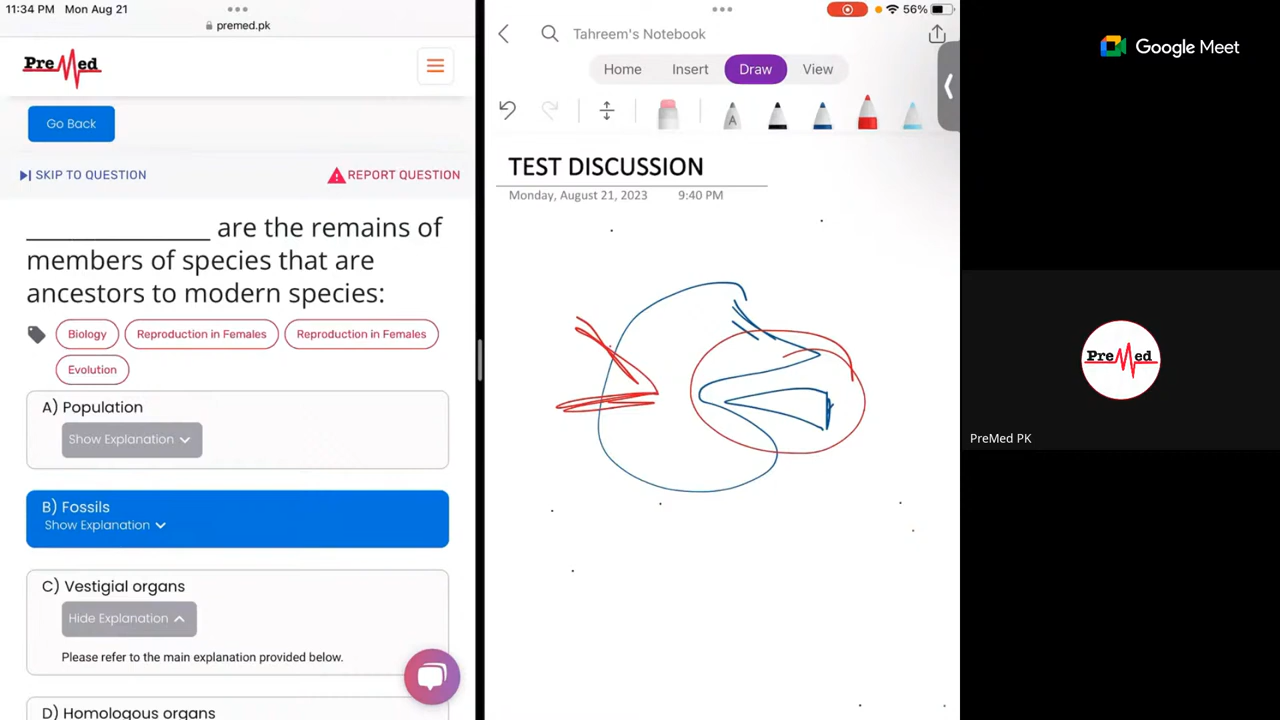 11:34 PM Mon Aug 21
premed.pk
PreMed
Go Back
SKIP TO QUESTION
REPORT QUESTION
______________ are the remains of
members of species that are
ancestors to modern species:
Biology
Reproduction in Females
Reproduction in Females
Evolution
A) Population
Show Explanation
B) Fossils
Show Explanation
C) Vestigial organs
Hide Explanation
Please refer to the main explanation provided below.
D) Homologous organs
56%
Tahreem's Notebook
Home
Insert
Draw
View
A
TEST DISCUSSION
Monday, August 21, 2023 9:40 PM
Google Meet
PreMed
PreMed PK